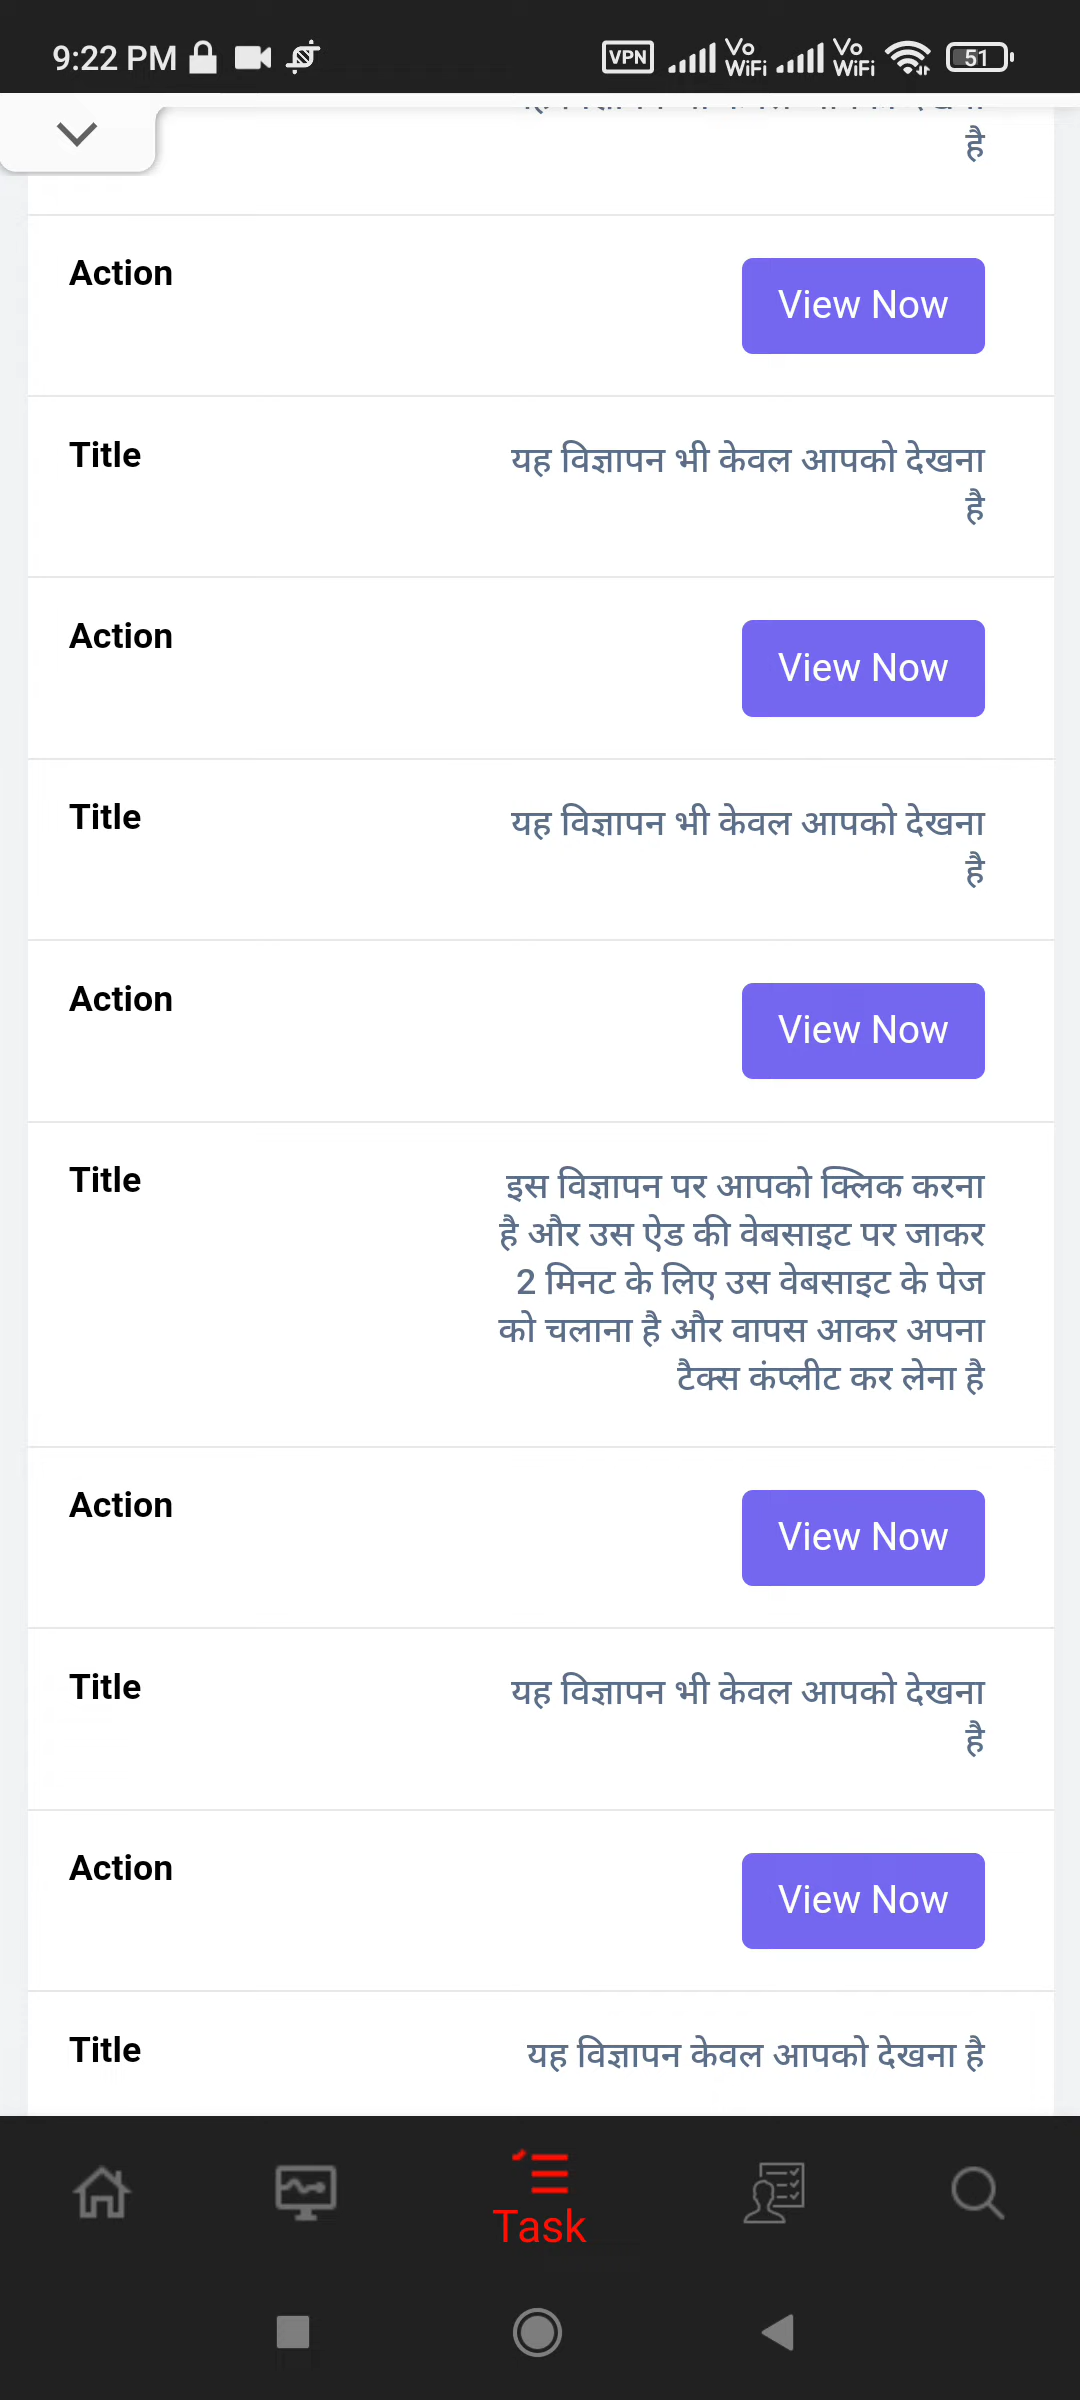 9:22 PM VPN Vo WiFi Vo WiFi 51
है
Action
View Now
Title
यह विज्ञापन भी केवल आपको देखना
है
Action
View Now
Title
यह विज्ञापन भी केवल आपको देखना
है
Action
View Now
Title
इस विज्ञापन पर आपको क्लिक करना
है और उस ऐड की वेबसाइट पर जाकर
2 मिनट के लिए उस वेबसाइट के पेज
को चलाना है और वापस आकर अपना
टैक्स कंप्लीट कर लेना है
Action
View Now
Title
यह विज्ञापन भी केवल आपको देखना
है
Action
View Now
Title
यह विज्ञापन केवल आपको देखना है
Task